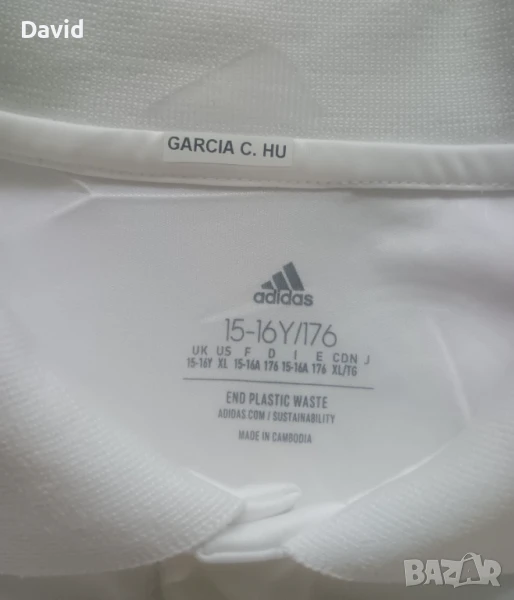 David
GARCIA C. HU
adidas
15-16Y/176
UK US F D I E CDN J
15-16Y XL 15-16A 176 15-16A 176 XL/TG
END PLASTIC WASTE
ADIDAS.COM / SUSTAINABILITY
MADE IN CAMBODIA
BAZAR